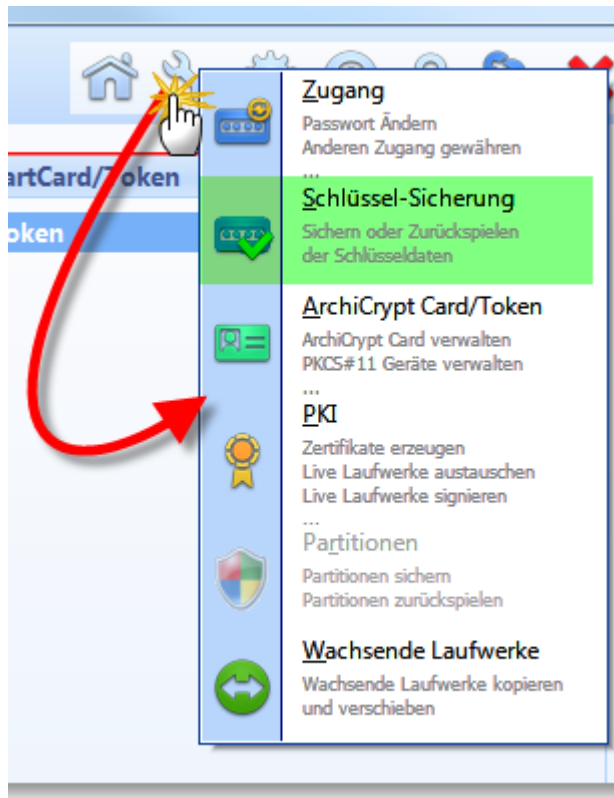 Zugang
Passwort Ändern
Anderen Zugang gewähren
...
artCard/Token
Schlüssel-Sicherung
oken
Sichern oder Zurückspielen
der Schlüsseldaten
ArchiCrypt Card/Token
ArchiCrypt Card verwalten
PKCS#11 Geräte verwalten
...
PKI
Zertifikate erzeugen
Live Laufwerke austauschen
Live Laufwerke signieren
...
Partitionen
Partitionen sichern
Partitionen zurückspielen
Wachsende Laufwerke
Wachsende Laufwerke kopieren
und verschieben